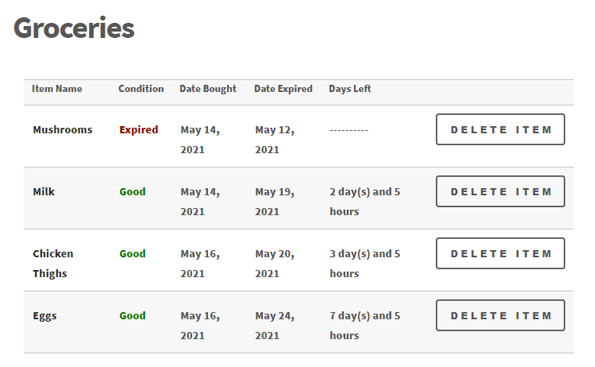 Groceries
Item Name Condition Date Bought Date Expired Days Left
Mushrooms Expired May 14, May 12, ---------- DELETE ITEM
2021 2021
Milk Good May 14, May 19, 2 day(s) and 5 DELETE ITEM
2021 2021 hours
Chicken Good May 16, May 20, 3 day(s) and 5 DELETE ITEM
Thighs 2021 2021 hours
Eggs Good May 16, May 24, 7 day(s) and 5 DELETE ITEM
2021 2021 hours